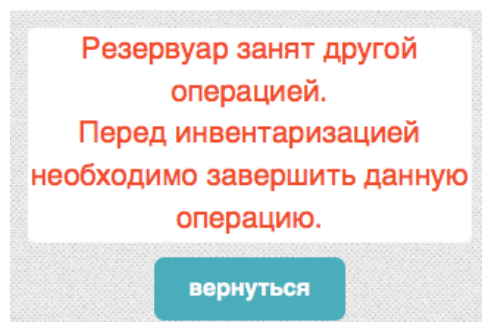 Резервуар занят другой
операцией.
Перед инвентаризацией
необходимо завершить данную
операцию.
вернуться